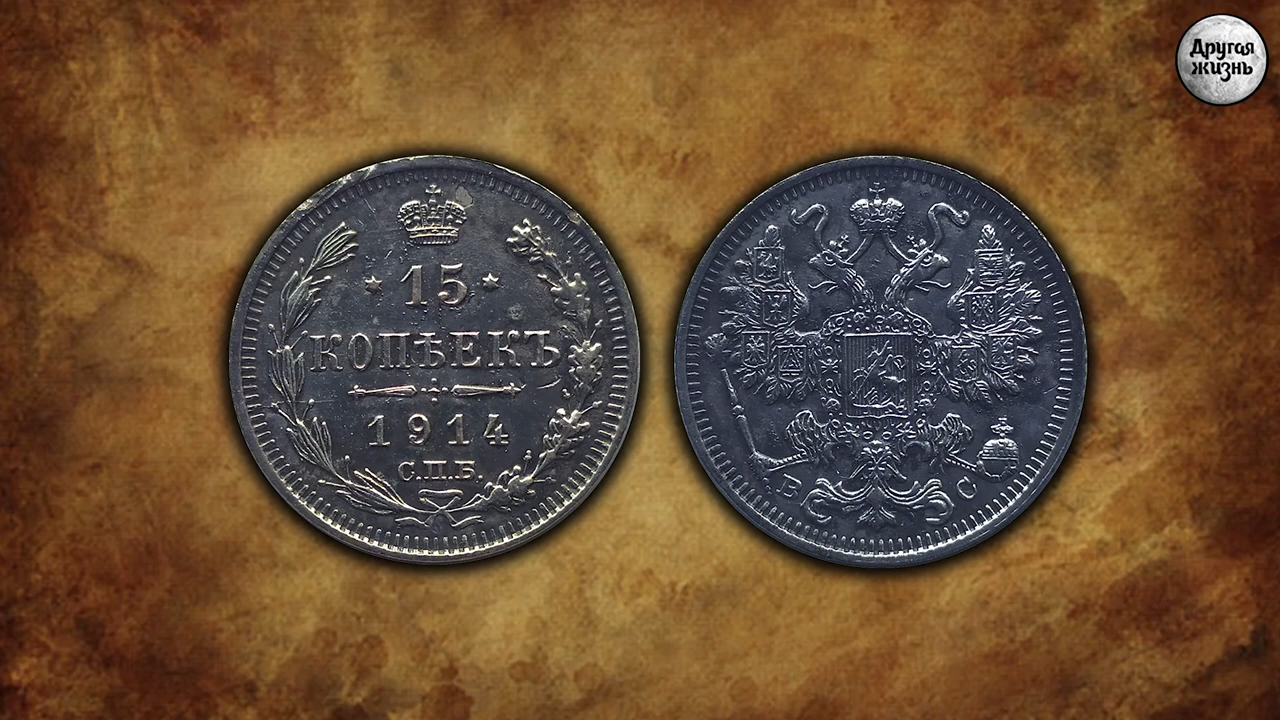 Другая
жизнь
* 15 *
КОПѢЕКЪ
1914
С.П.Б.
В С